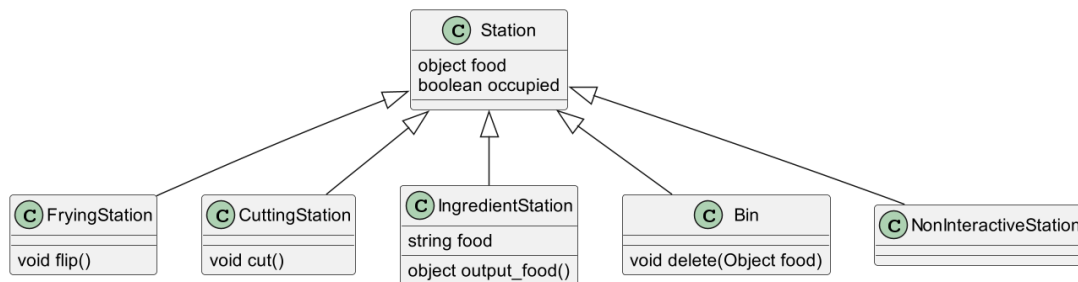 C Station
object food
boolean occupied
C FryingStation
void flip()
C CuttingStation
void cut()
C IngredientStation
string food
object output_food()
C Bin
void delete(Object food)
C NonInteractiveStation